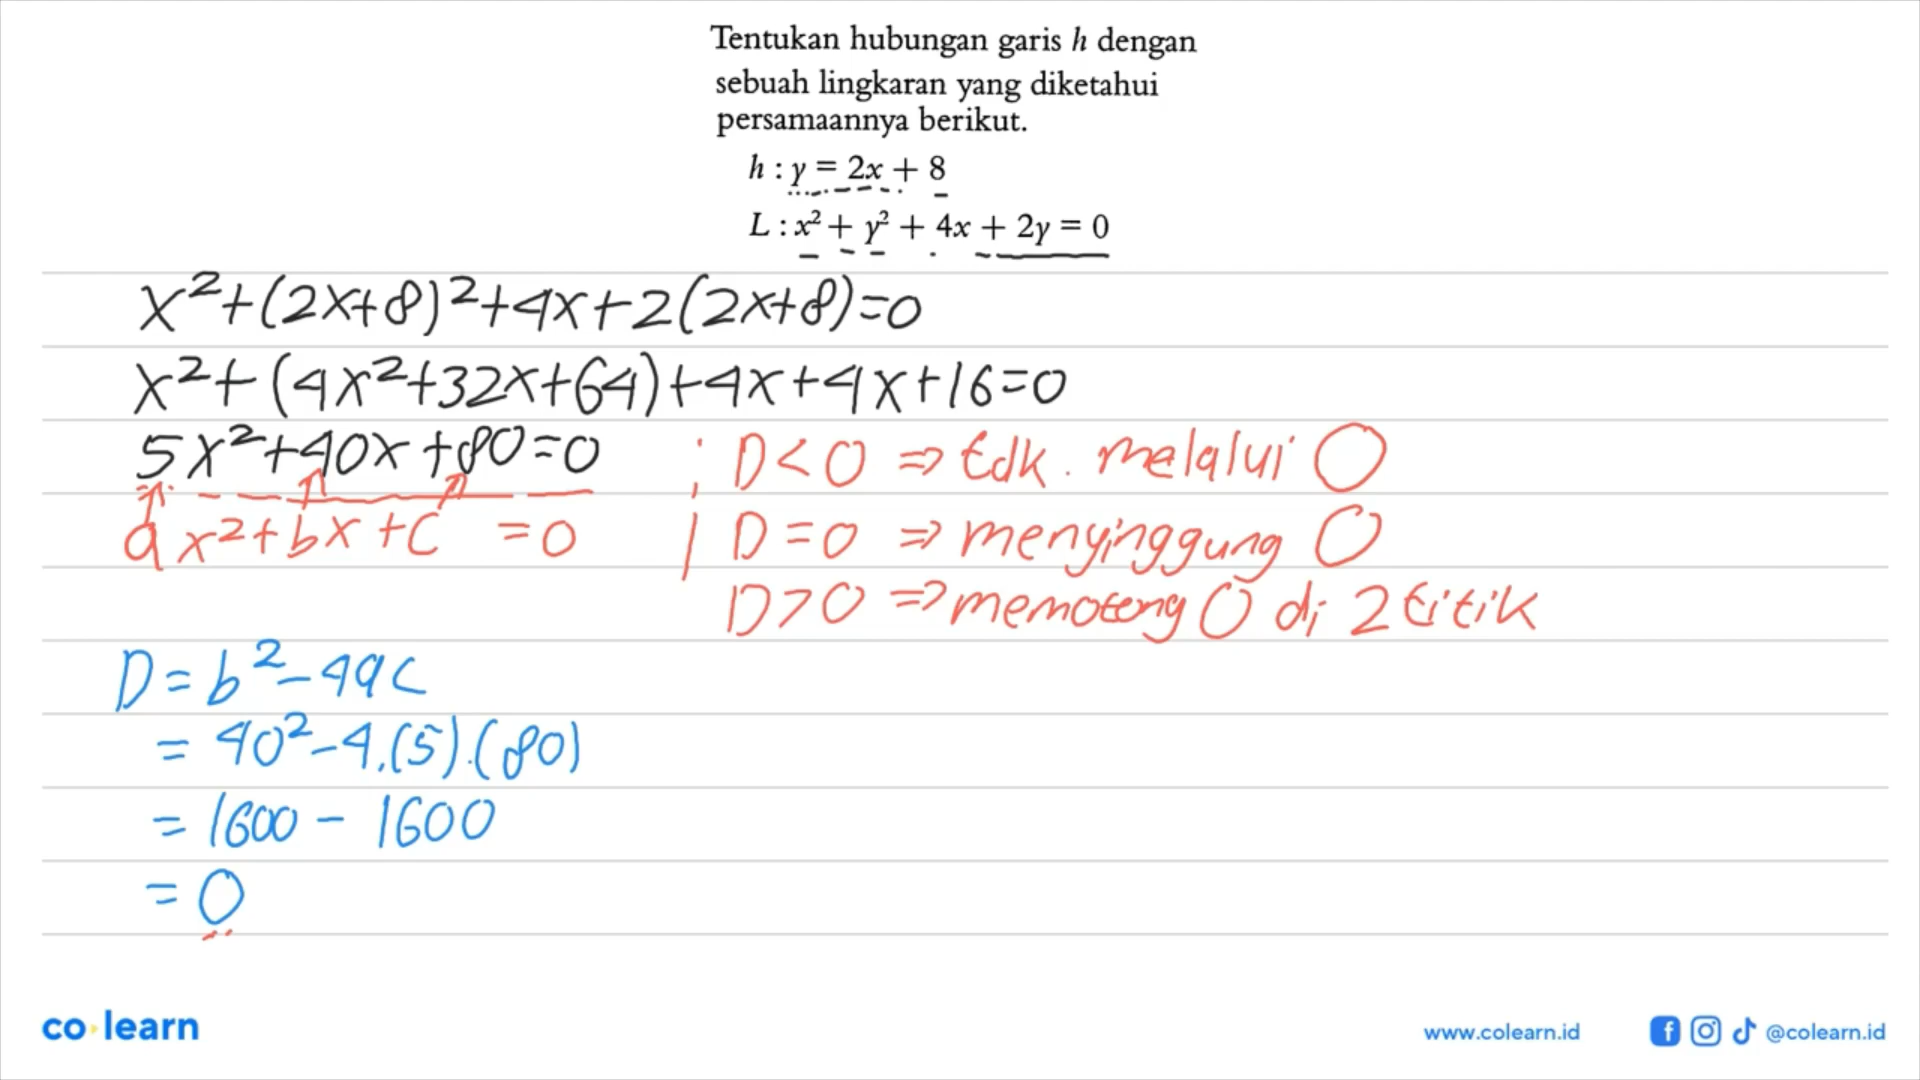 Tentukan hubungan garis h dengan
sebuah lingkaran yang diketahui
persamaannya berikut.
h : y = 2x + 8
L : x² + y² + 4x + 2y = 0
x²+(2x+8)²+4x+2(2x+8)=0
x²+(4x²+32x+64)+4x+4x+16=0
5x²+40x+80=0 ; D<0 ⇒ tdk. melalui O
ax²+bx+c =0 | D=0 ⇒ menyinggung O
D>0 ⇒ memotong O di 2 titik
D=b²-4ac
= 40²-4.(5).(80)
= 1600 - 1600
= 0
co learn
www.colearn.id @colearn.id